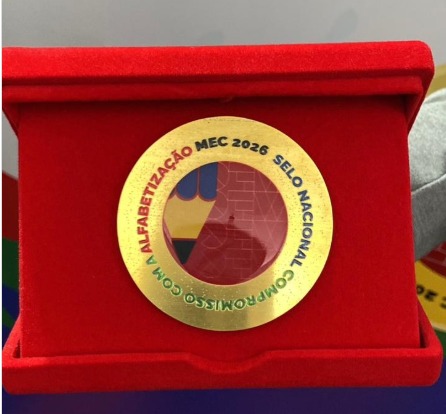 SELO NACIONAL COMPROMISSO COM A ALFABETIZAÇÃO MEC 2026